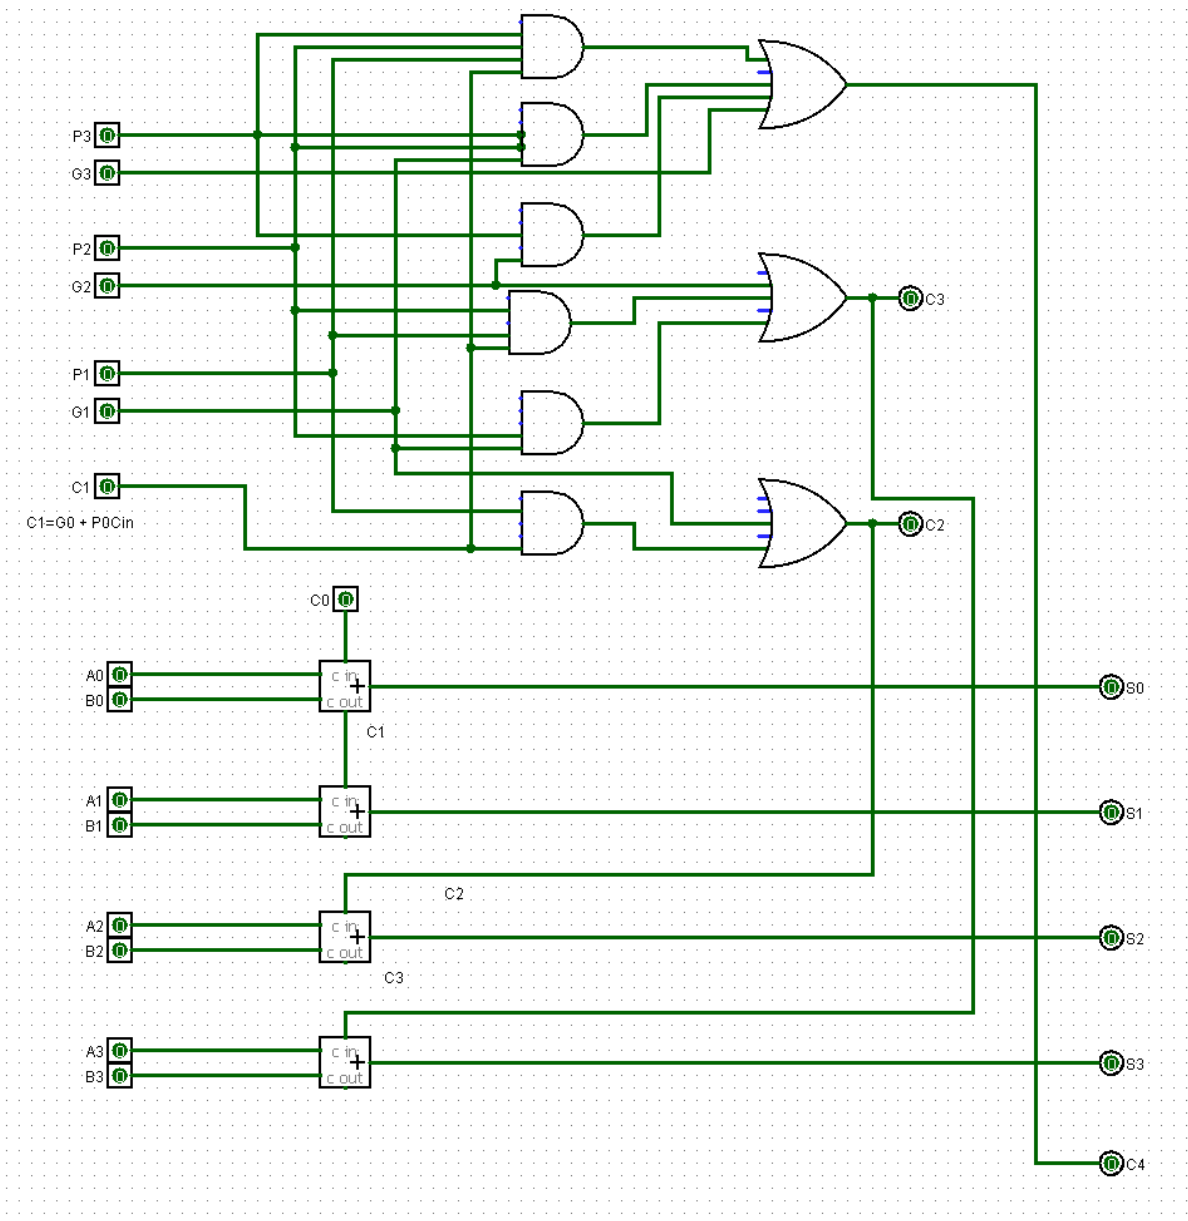 P3
G3
P2
G2
C3
P1
G1
C1
C1=G0 + P0Cin
C2
C0
A0
B0
c in
+
c out
S0
C1
A1
B1
c in
+
c out
S1
C2
A2
B2
c in
+
c out
S2
C3
A3
B3
c in
+
c out
S3
C4